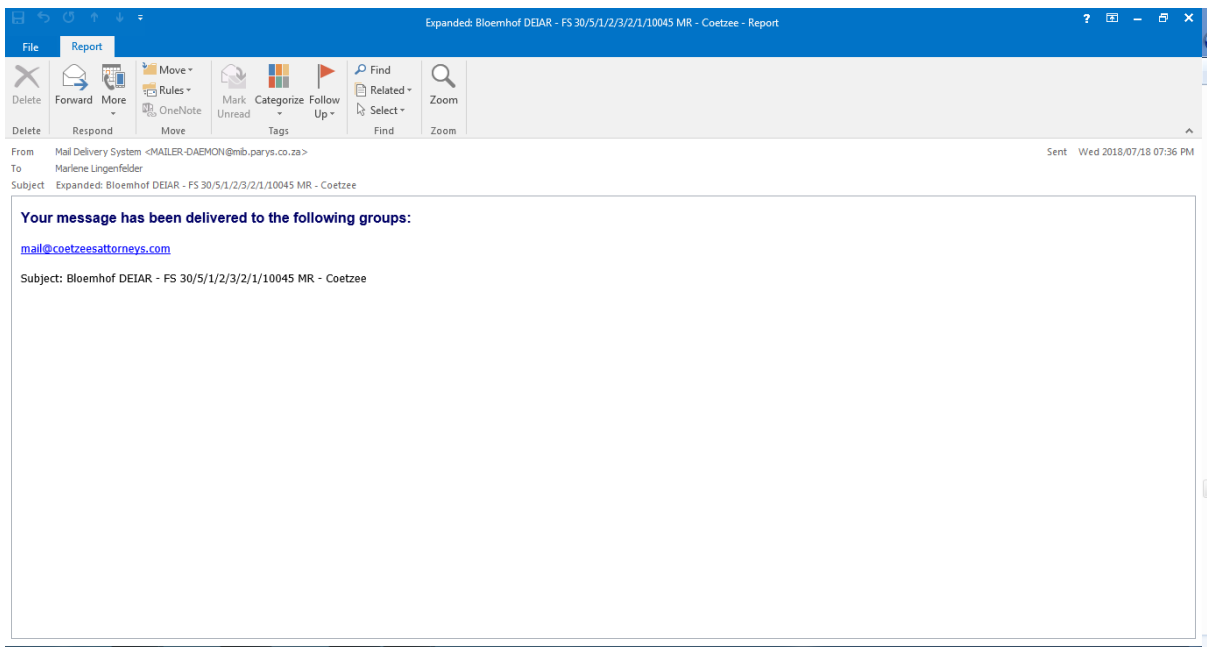 Expanded: Bloemhof DEIAR - FS 30/5/1/2/3/2/1/10045 MR - Coetzee - Report
File Report
Delete
Forward
More
Move
Rules
OneNote
Mark Unread
Categorize
Follow Up
Find
Related
Select
Zoom
Delete Respond Move Tags Find Zoom
From Mail Delivery System <MAILER-DAEMON@mib.parys.co.za> Sent Wed 2018/07/18 07:36 PM
To Marlene Lingenfelder
Subject Expanded: Bloemhof DEIAR - FS 30/5/1/2/3/2/1/10045 MR - Coetzee
Your message has been delivered to the following groups:
mail@coetzeesattorneys.com
Subject: Bloemhof DEIAR - FS 30/5/1/2/3/2/1/10045 MR - Coetzee